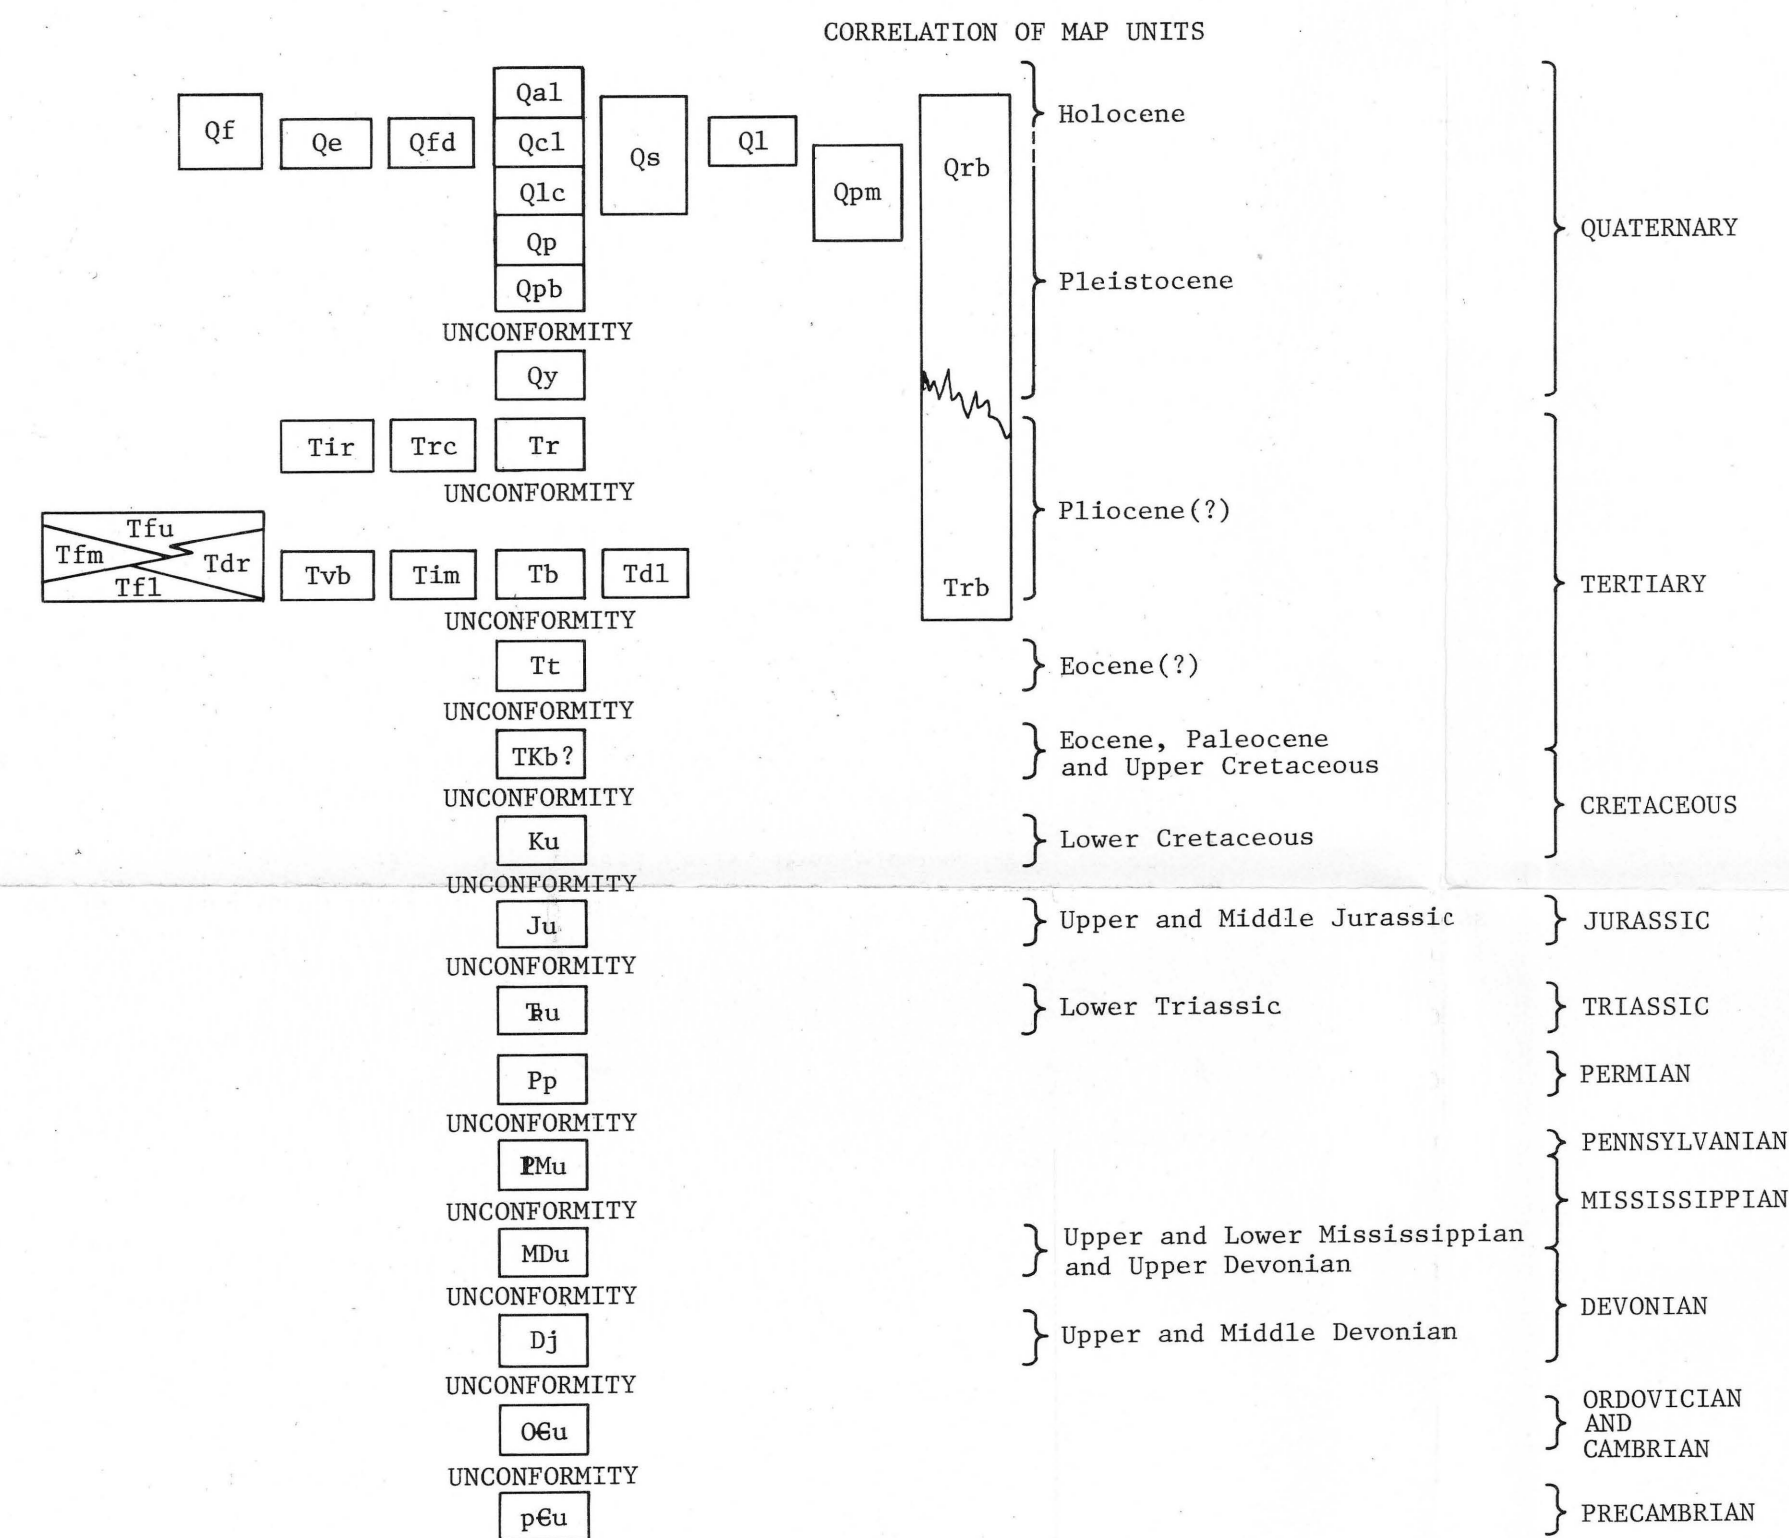 CORRELATION OF MAP UNITS
Qal
Qf
Qe
Qfd
Qcl
Qs
Ql
Qrb
Holocene
Qlc
Qpm
Qp
QUATERNARY
Qpb
Pleistocene
UNCONFORMITY
Qy
Tir
Trc
Tr
UNCONFORMITY
Pliocene(?)
Tfu
Tfm
Tdr
Tfl
Tvb
Tim
Tb
Tdl
Trb
TERTIARY
UNCONFORMITY
Tt
Eocene(?)
UNCONFORMITY
TKb?
Eocene, Paleocene
and Upper Cretaceous
UNCONFORMITY
CRETACEOUS
Ku
Lower Cretaceous
UNCONFORMITY
Ju
Upper and Middle Jurassic
JURASSIC
UNCONFORMITY
Ꞧu
Lower Triassic
TRIASSIC
Pp
PERMIAN
UNCONFORMITY
PENNSYLVANIAN
ℙMu
MISSISSIPPIAN
UNCONFORMITY
MDu
Upper and Lower Mississippian
and Upper Devonian
UNCONFORMITY
DEVONIAN
Dj
Upper and Middle Devonian
UNCONFORMITY
O€u
ORDOVICIAN
AND
CAMBRIAN
UNCONFORMITY
p€u
PRECAMBRIAN